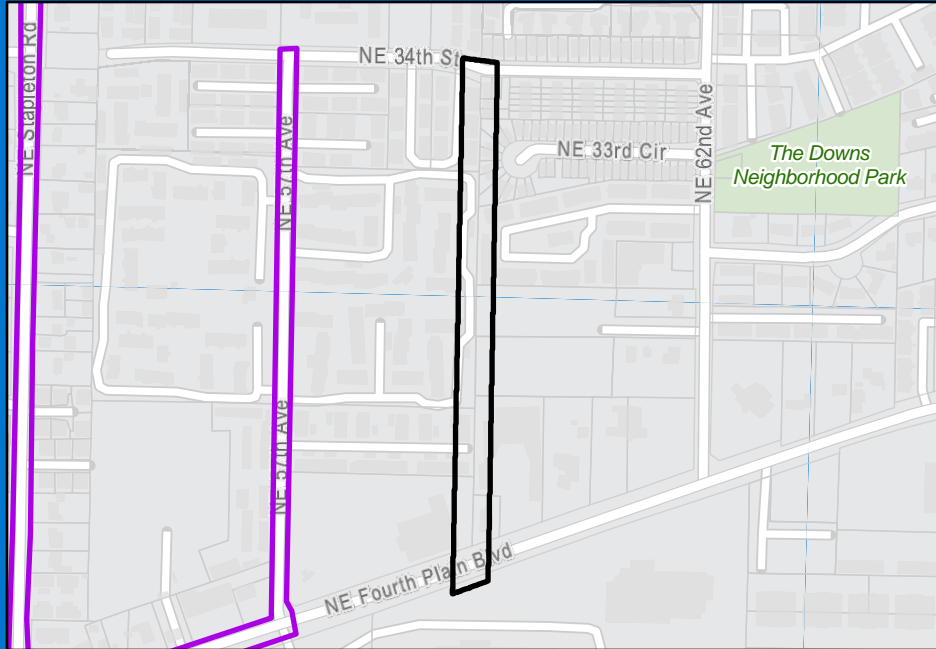 NE Stapleton Rd
NE 34th St
NE 57th Ave
NE 33rd Cir
NE 62nd Ave
The Downs
Neighborhood Park
NE 57th Ave
NE Fourth Plain Blvd